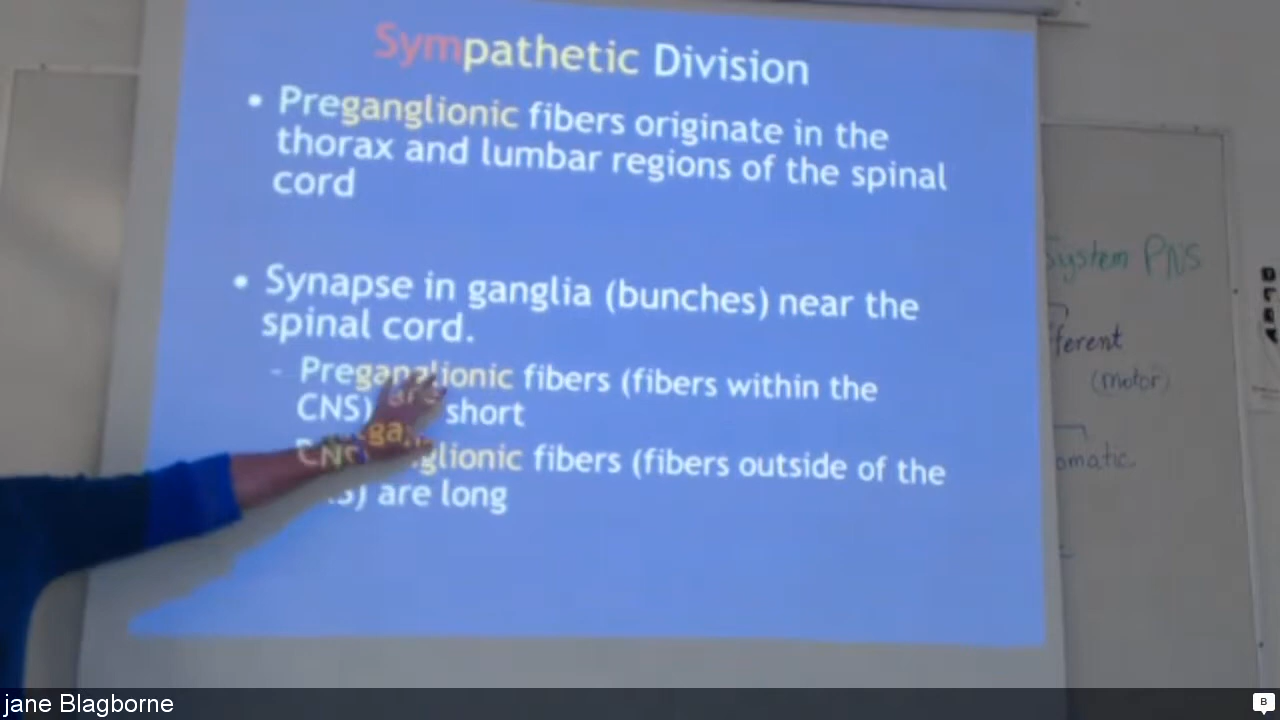 Sympathetic Division
• Preganglionic fibers originate in the
thorax and lumbar regions of the spinal
cord
• Synapse in ganglia (bunches) near the
spinal cord.
- Preganglionic fibers (fibers within the
CNS) are short
glionic fibers (fibers outside of the
are long
System PNS
fferent
(motor)
omatic.
jane Blagborne
B